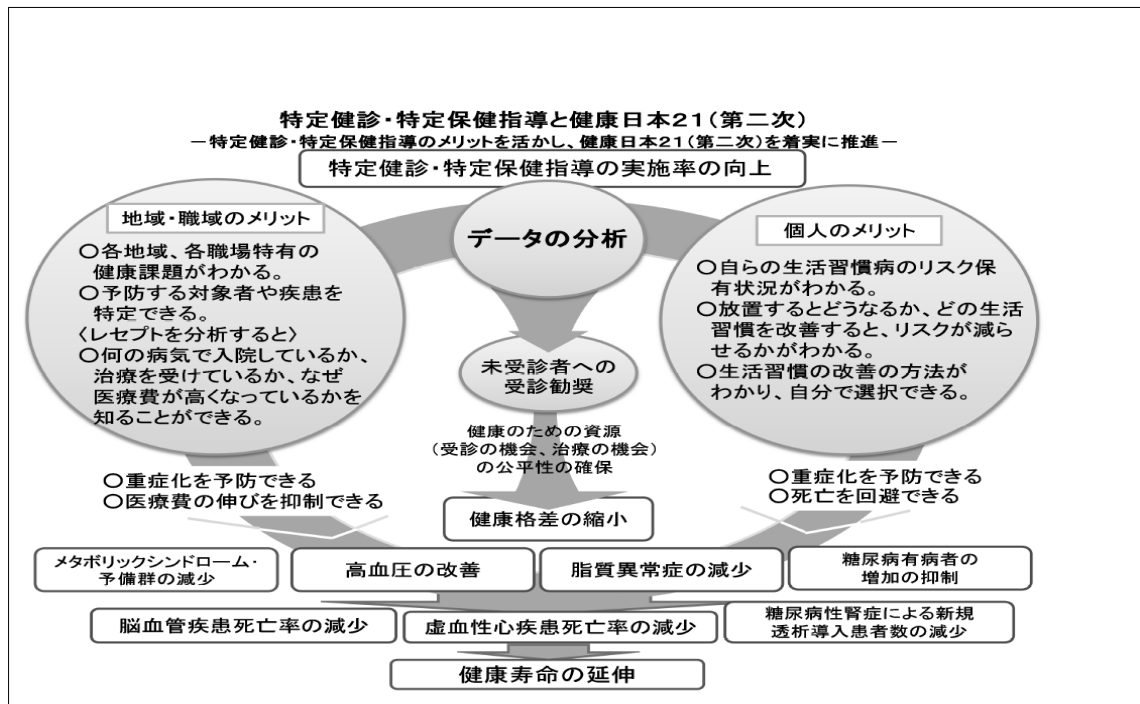 特定健診・特定保健指導と健康日本21(第二次)
－特定健診・特定保健指導のメリットを活かし、健康日本21(第二次)を着実に推進－
特定健診・特定保健指導の実施率の向上
地域・職域のメリット
○各地域、各職場特有の
健康課題がわかる。
○予防する対象者や疾患を
特定できる。
〈レセプトを分析すると〉
○何の病気で入院しているか、
治療を受けているか、なぜ
医療費が高くなっているかを
知ることができる。
データの分析
個人のメリット
○自らの生活習慣病のリスク保
有状況がわかる。
○放置するとどうなるか、どの生活
習慣を改善すると、リスクが減ら
せるかがわかる。
○生活習慣の改善の方法が
わかり、自分で選択できる。
未受診者への
受診勧奨
健康のための資源
(受診の機会、治療の機会)
の公平性の確保
○重症化を予防できる
○医療費の伸びを抑制できる
○重症化を予防できる
○死亡を回避できる
健康格差の縮小
メタボリックシンドローム・
予備群の減少
高血圧の改善
脂質異常症の減少
糖尿病有病者の
増加の抑制
脳血管疾患死亡率の減少
虚血性心疾患死亡率の減少
糖尿病性腎症による新規
透析導入患者数の減少
健康寿命の延伸